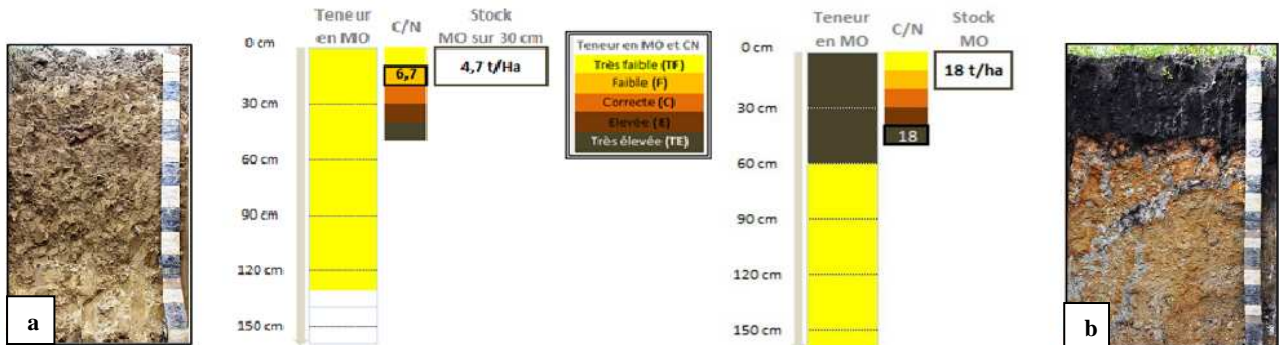 Teneur
en MO
C/N
Stock
MO sur 30 cm
0 cm
30 cm
60 cm
90 cm
120 cm
150 cm
6,7
4,7 t/Ha
a
Teneur en MO et CN
Très faible (TF)
Faible (F)
Correcte (C)
Elevée (E)
Très élevée (TE)
Teneur
en MO
C/N
Stock
MO
0 cm
30 cm
60 cm
90 cm
120 cm
150 cm
18 t/ha
18
b